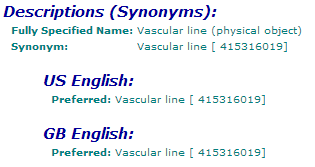 Descriptions (Synonyms):
Fully Specified Name: Vascular line (physical object)
Synonym: Vascular line [ 415316019]
US English:
Preferred: Vascular line [ 415316019]
GB English:
Preferred: Vascular line [ 415316019]